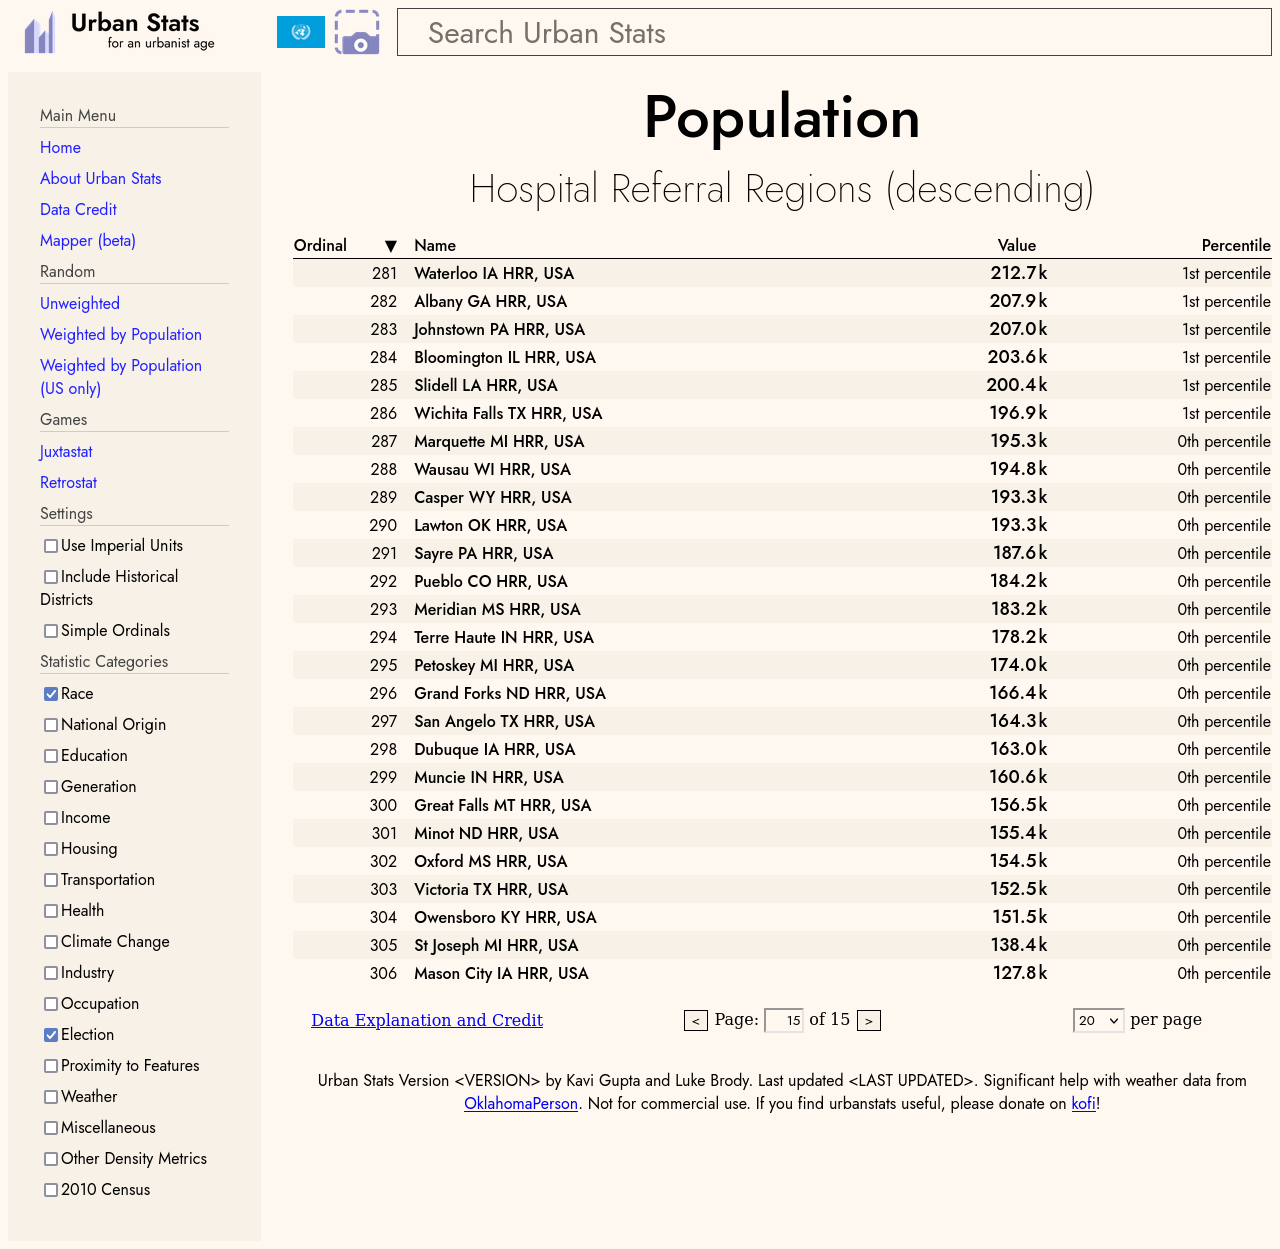 Urban Stats
for an urbanist age
Search Urban Stats
Main Menu
Home
About Urban Stats
Data Credit
Mapper (beta)
Random
Unweighted
Weighted by Population
Weighted by Population
(US only)
Games
Juxtastat
Retrostat
Settings
Use Imperial Units
Include Historical
Districts
Simple Ordinals
Statistic Categories
Race
National Origin
Education
Generation
Income
Housing
Transportation
Health
Climate Change
Industry
Occupation
Election
Proximity to Features
Weather
Miscellaneous
Other Density Metrics
2010 Census
Population
Hospital Referral Regions (descending)
Ordinal ▼ Name Value Percentile
281 Waterloo IA HRR, USA 212.7k 1st percentile
282 Albany GA HRR, USA 207.9k 1st percentile
283 Johnstown PA HRR, USA 207.0k 1st percentile
284 Bloomington IL HRR, USA 203.6k 1st percentile
285 Slidell LA HRR, USA 200.4k 1st percentile
286 Wichita Falls TX HRR, USA 196.9k 1st percentile
287 Marquette MI HRR, USA 195.3k 0th percentile
288 Wausau WI HRR, USA 194.8k 0th percentile
289 Casper WY HRR, USA 193.3k 0th percentile
290 Lawton OK HRR, USA 193.3k 0th percentile
291 Sayre PA HRR, USA 187.6k 0th percentile
292 Pueblo CO HRR, USA 184.2k 0th percentile
293 Meridian MS HRR, USA 183.2k 0th percentile
294 Terre Haute IN HRR, USA 178.2k 0th percentile
295 Petoskey MI HRR, USA 174.0k 0th percentile
296 Grand Forks ND HRR, USA 166.4k 0th percentile
297 San Angelo TX HRR, USA 164.3k 0th percentile
298 Dubuque IA HRR, USA 163.0k 0th percentile
299 Muncie IN HRR, USA 160.6k 0th percentile
300 Great Falls MT HRR, USA 156.5k 0th percentile
301 Minot ND HRR, USA 155.4k 0th percentile
302 Oxford MS HRR, USA 154.5k 0th percentile
303 Victoria TX HRR, USA 152.5k 0th percentile
304 Owensboro KY HRR, USA 151.5k 0th percentile
305 St Joseph MI HRR, USA 138.4k 0th percentile
306 Mason City IA HRR, USA 127.8k 0th percentile
Data Explanation and Credit < Page: 15 of 15 > 20 per page
Urban Stats Version <VERSION> by Kavi Gupta and Luke Brody. Last updated <LAST UPDATED>. Significant help with weather data from
OklahomaPerson. Not for commercial use. If you find urbanstats useful, please donate on kofi!